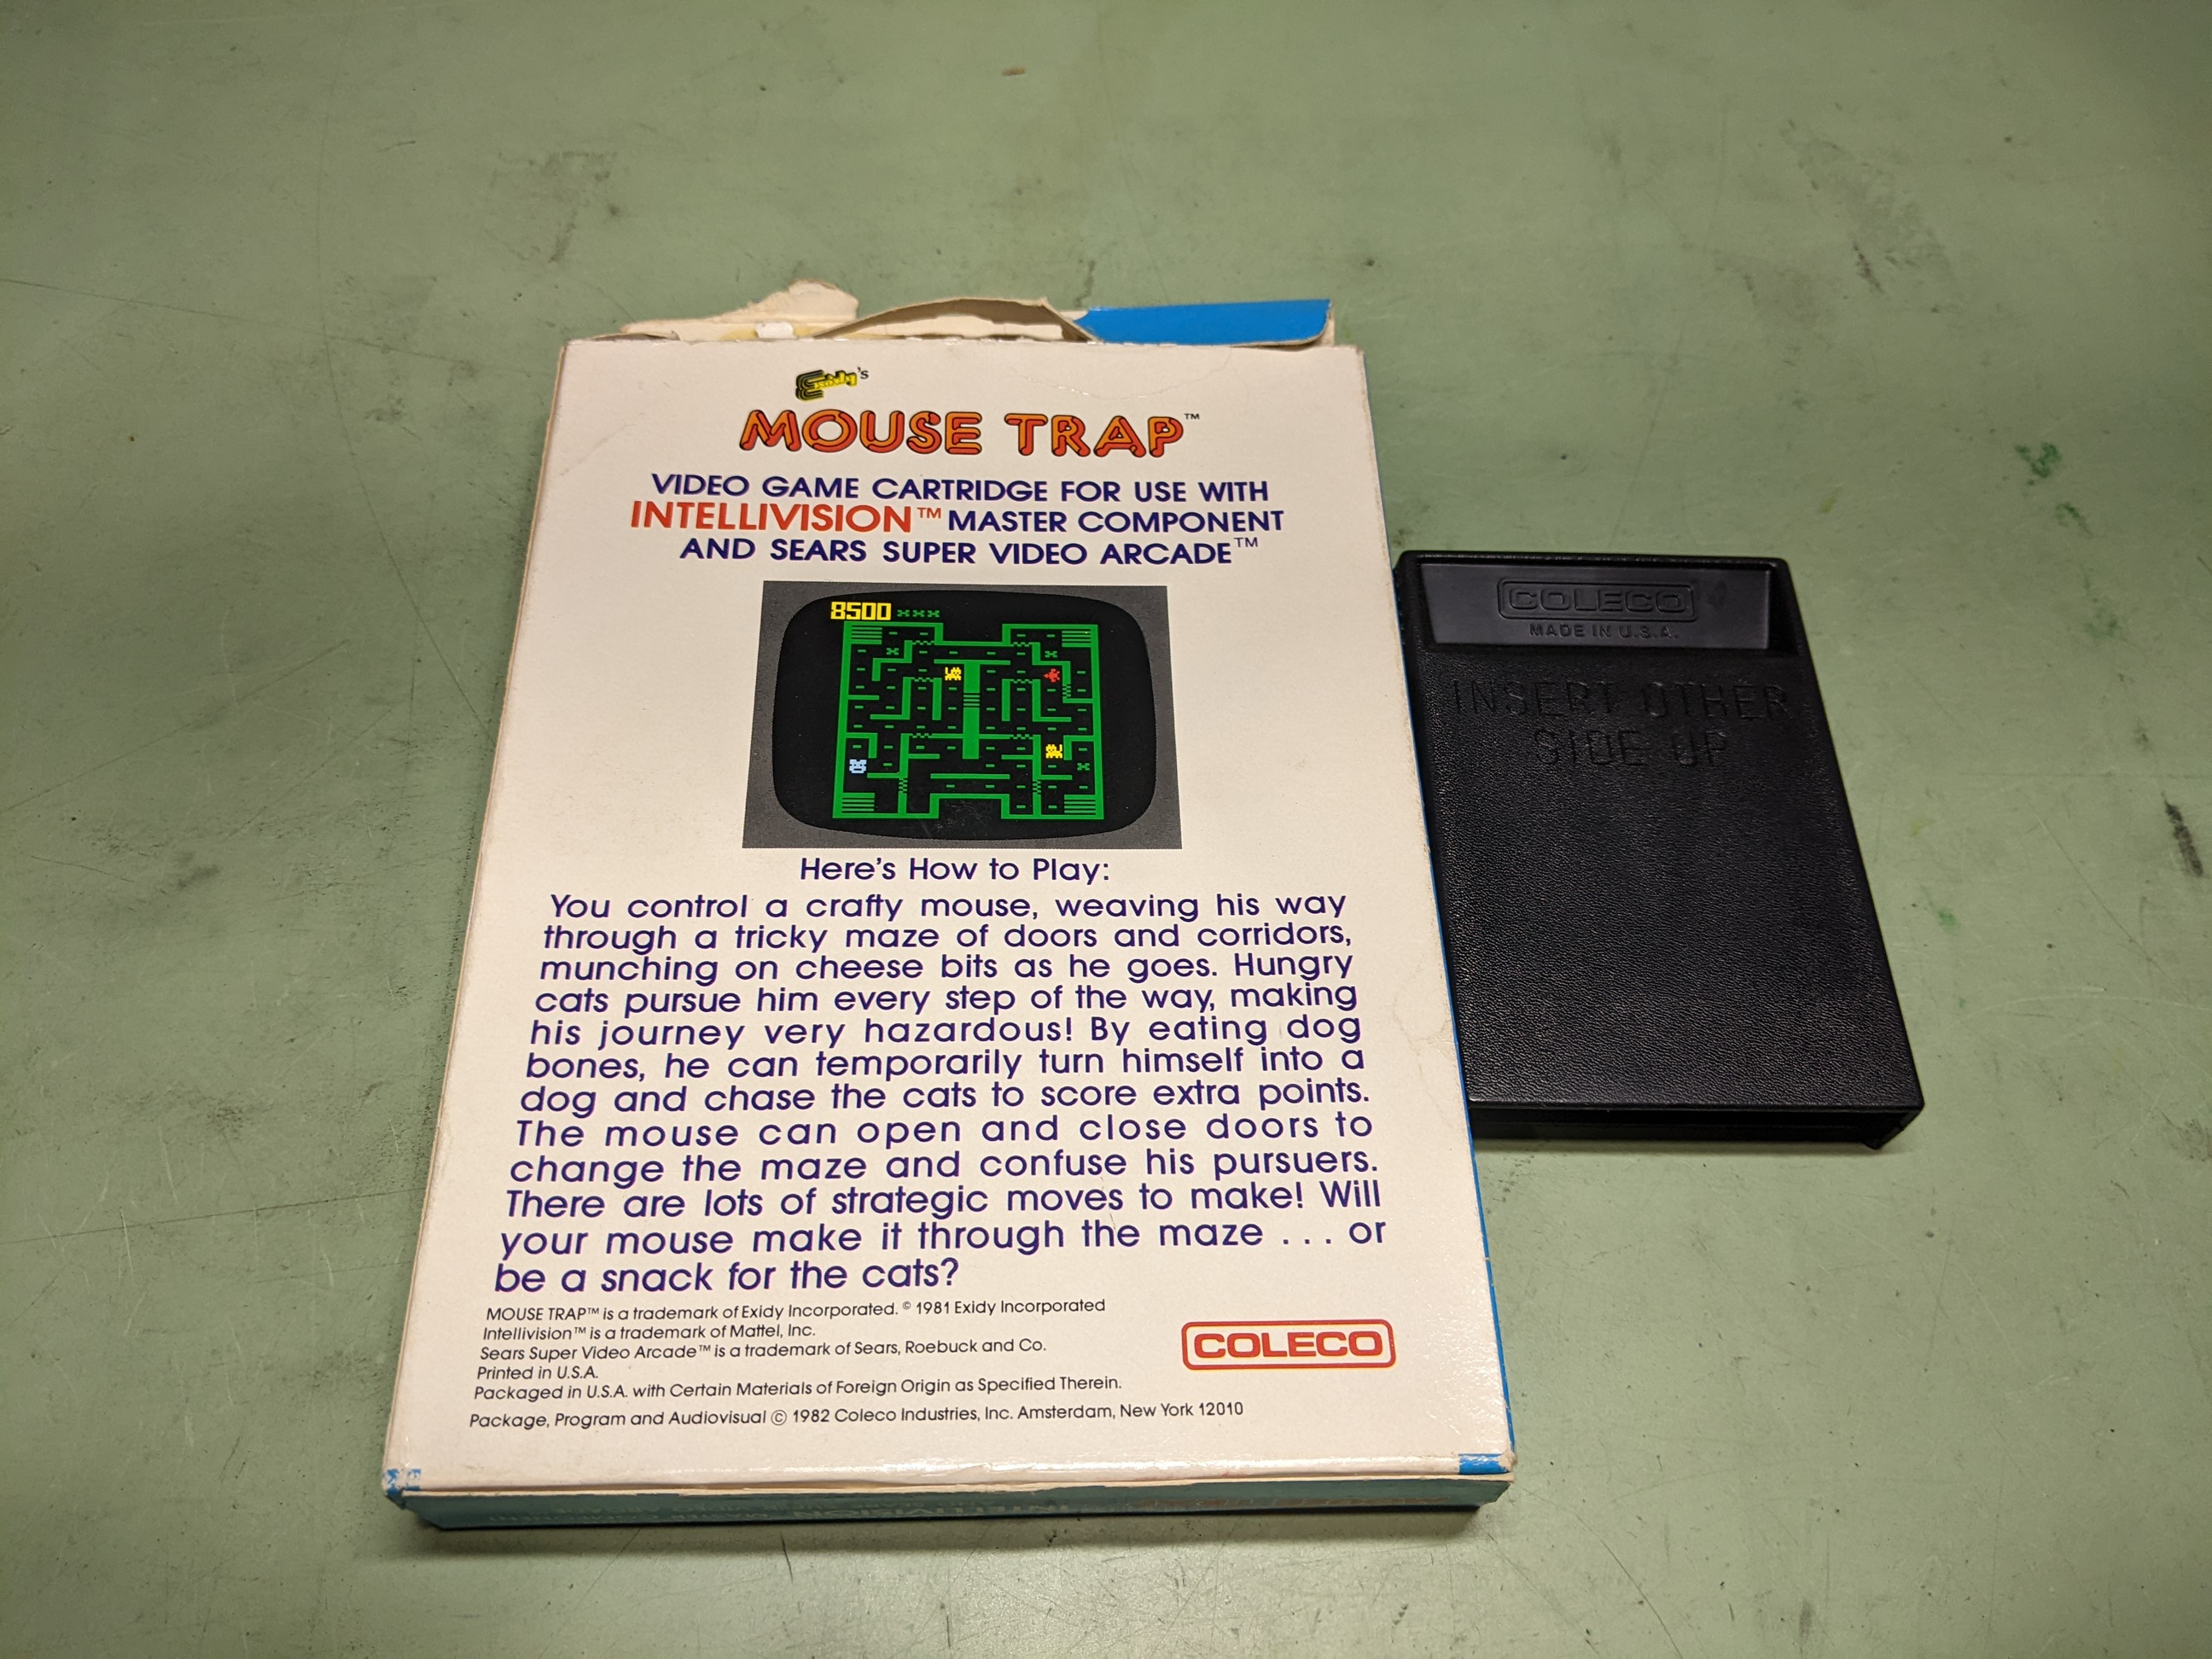 Exidy's
MOUSE TRAP™
VIDEO GAME CARTRIDGE FOR USE WITH
INTELLIVISION™ MASTER COMPONENT
AND SEARS SUPER VIDEO ARCADE™
8500
Here's How to Play:
You control a crafty mouse, weaving his way
through a tricky maze of doors and corridors,
munching on cheese bits as he goes. Hungry
cats pursue him every step of the way, making
his journey very hazardous! By eating dog
bones, he can temporarily turn himself into a
dog and chase the cats to score extra points.
The mouse can open and close doors to
change the maze and confuse his pursuers.
There are lots of strategic moves to make! Will
your mouse make it through the maze . . . or
be a snack for the cats?
MOUSE TRAP™ is a trademark of Exidy Incorporated. © 1981 Exidy Incorporated
Intellivision™ is a trademark of Mattel, Inc.
Sears Super Video Arcade™ is a trademark of Sears, Roebuck and Co.
Printed in U.S.A.
Packaged in U.S.A. with Certain Materials of Foreign Origin as Specified Therein.
Package, Program and Audiovisual © 1982 Coleco Industries, Inc. Amsterdam, New York 12010
COLECO
INTELLIVISION
COLECO
MADE IN U.S.A.
INSERT OTHER
SIDE UP